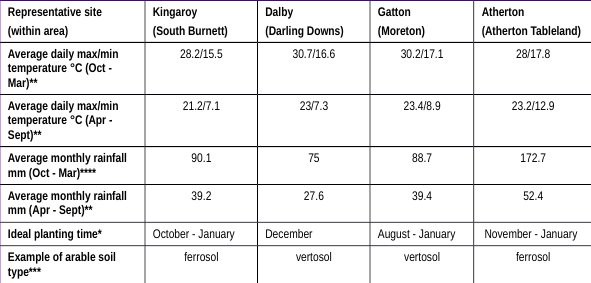 Representative site Kingaroy Dalby Gatton Atherton
(within area) (South Burnett) (Darling Downs) (Moreton) (Atherton Tableland)
Average daily max/min 28.2/15.5 30.7/16.6 30.2/17.1 28/17.8
temperature °C (Oct -
Mar)**
Average daily max/min 21.2/7.1 23/7.3 23.4/8.9 23.2/12.9
temperature °C (Apr -
Sept)**
Average monthly rainfall 90.1 75 88.7 172.7
mm (Oct - Mar)****
Average monthly rainfall 39.2 27.6 39.4 52.4
mm (Apr - Sept)**
Ideal planting time* October - January December August - January November - January
Example of arable soil ferrosol vertosol vertosol ferrosol
type***